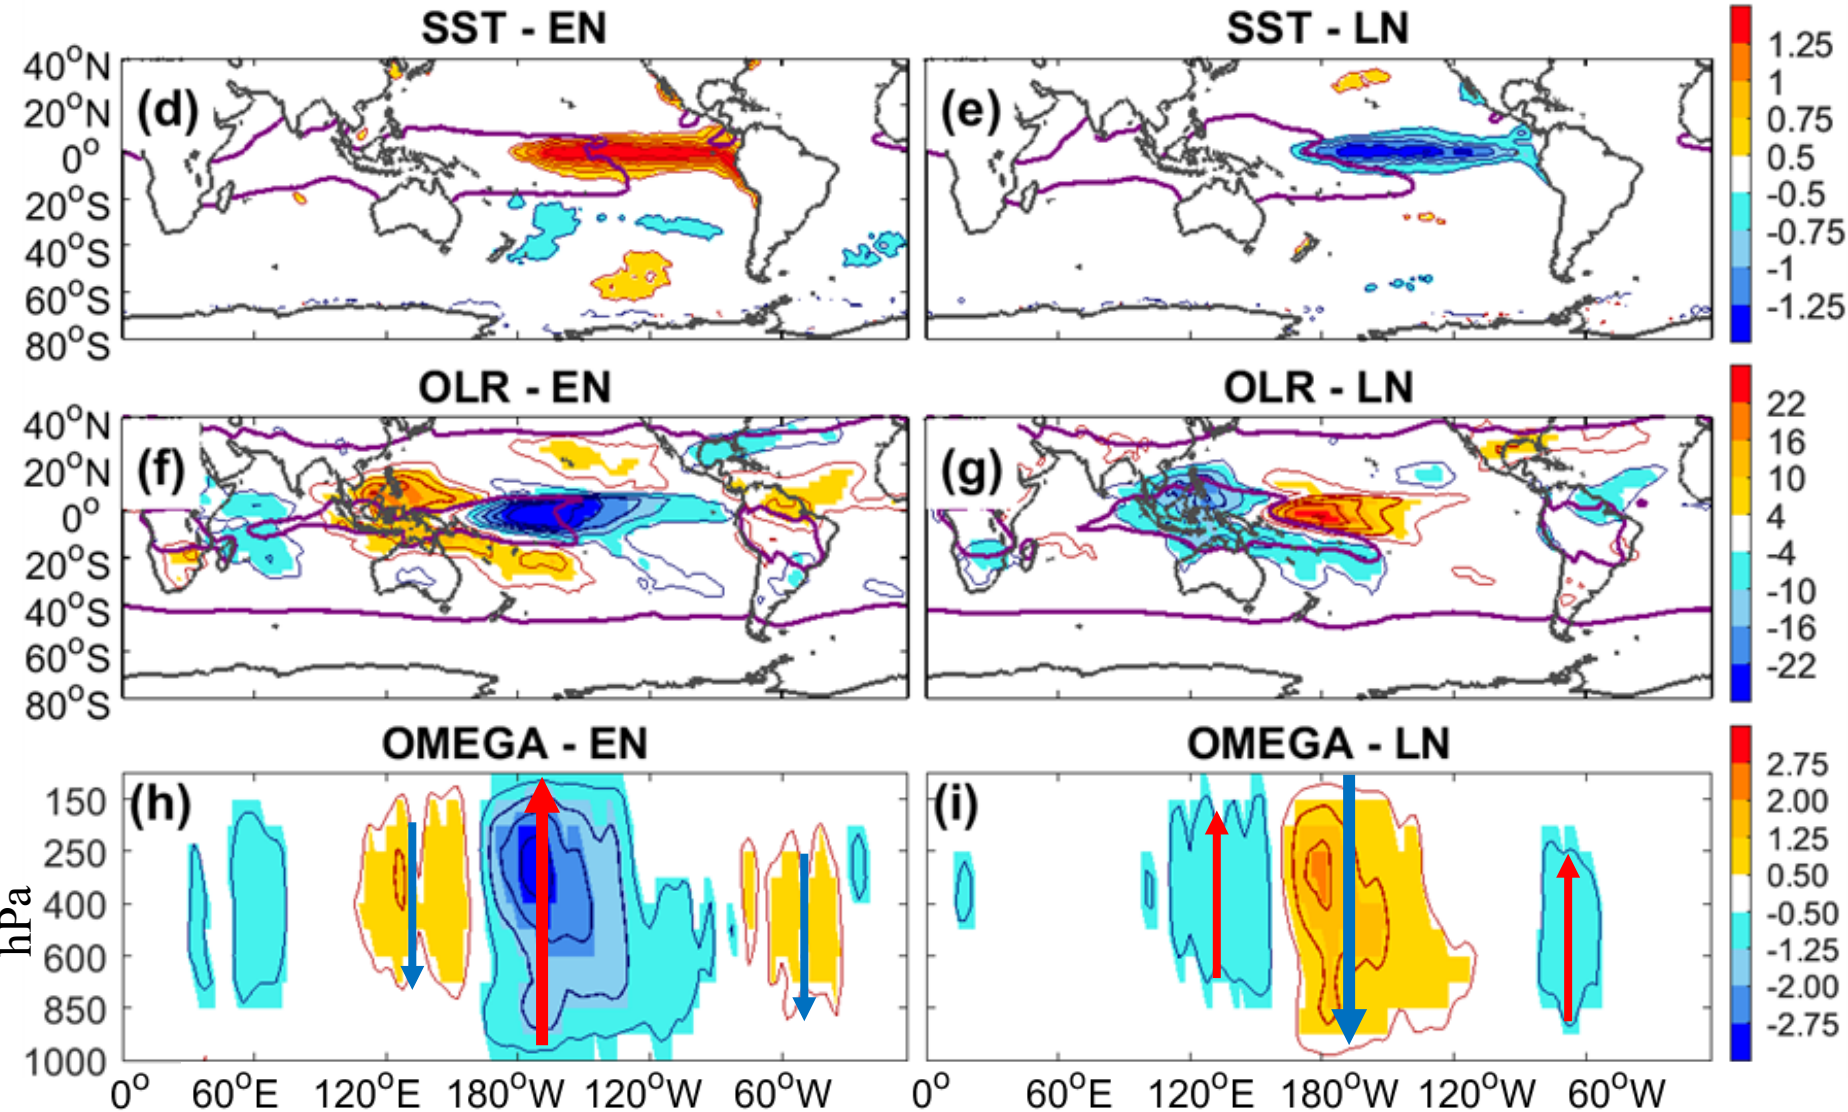 SST - EN
SST - LN
40°N
20°N
0°
20°S
40°S
60°S
80°S
(d)
(e)
1.25
1
0.75
0.5
-0.5
-0.75
-1
-1.25
OLR - EN
OLR - LN
40°N
20°N
0°
20°S
40°S
60°S
80°S
(f)
(g)
22
16
10
4
-4
-10
-16
-22
OMEGA - EN
OMEGA - LN
hPa
150
250
400
600
850
1000
(h)
(i)
2.75
2.00
1.25
0.50
-0.50
-1.25
-2.00
-2.75
0° 60°E 120°E 180°W 120°W 60°W
0° 60°E 120°E 180°W 120°W 60°W